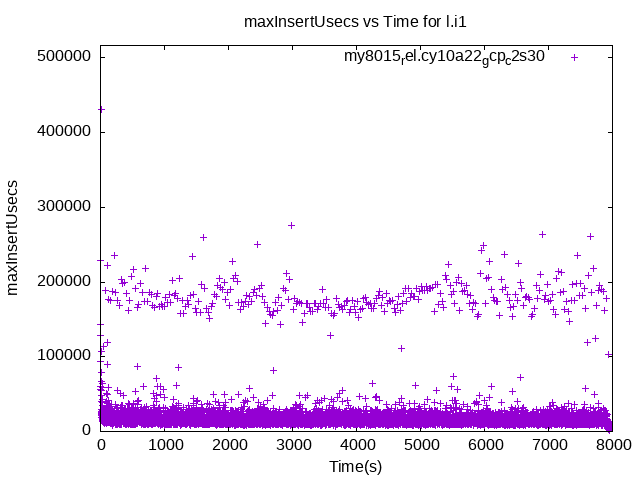 maxInsertUsecs vs Time for l.i1
my8015rel.cy10a22gcpc2s30
500000
400000
300000
200000
100000
0
maxInsertUsecs
0 1000 2000 3000 4000 5000 6000 7000 8000
Time(s)